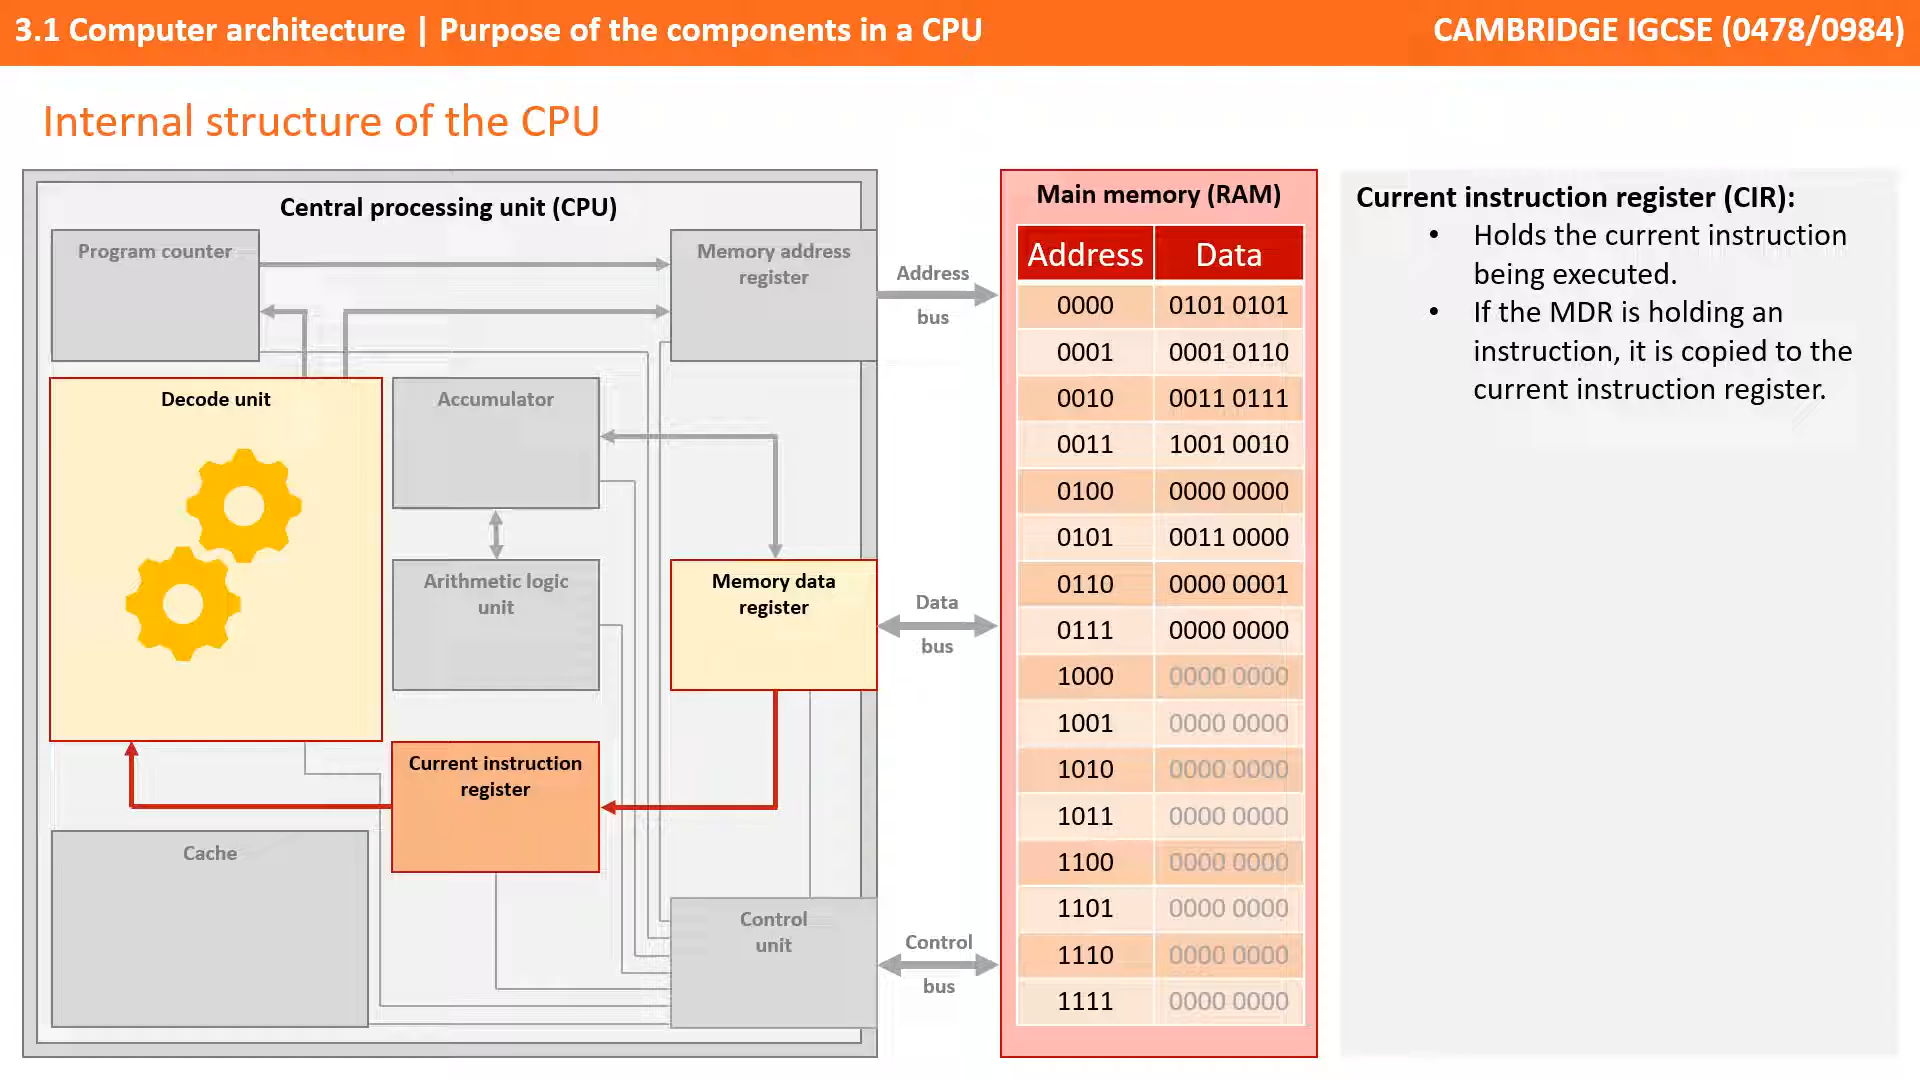 3.1 Computer architecture | Purpose of the components in a CPU
CAMBRIDGE IGCSE (0478/0984)
Internal structure of the CPU
Central processing unit (CPU)
Program counter
Memory address
register
Decode unit
Accumulator
Arithmetic logic
unit
Memory data
register
Current instruction
register
Cache
Control
unit
Address
bus
Data
bus
Control
bus
Main memory (RAM)
Address Data
0000 0101 0101
0001 0001 0110
0010 0011 0111
0011 1001 0010
0100 0000 0000
0101 0011 0000
0110 0000 0001
0111 0000 0000
1000 0000 0000
1001 0000 0000
1010 0000 0000
1011 0000 0000
1100 0000 0000
1101 0000 0000
1110 0000 0000
1111 0000 0000
Current instruction register (CIR):
• Holds the current instruction
being executed.
• If the MDR is holding an
instruction, it is copied to the
current instruction register.